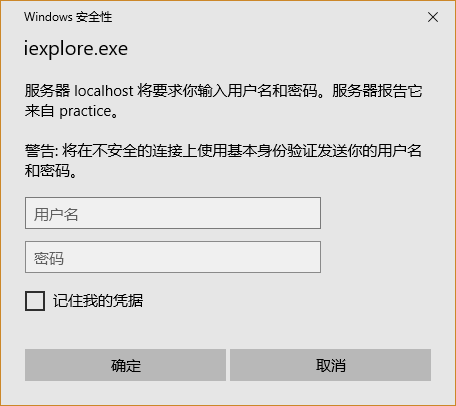 Windows 安全性
iexplore.exe
服务器 localhost 将要求你输入用户名和密码。服务器报告它
来自 practice。
警告: 将在不安全的连接上使用基本身份验证发送你的用户名
和密码。
用户名
密码
记住我的凭据
确定
取消